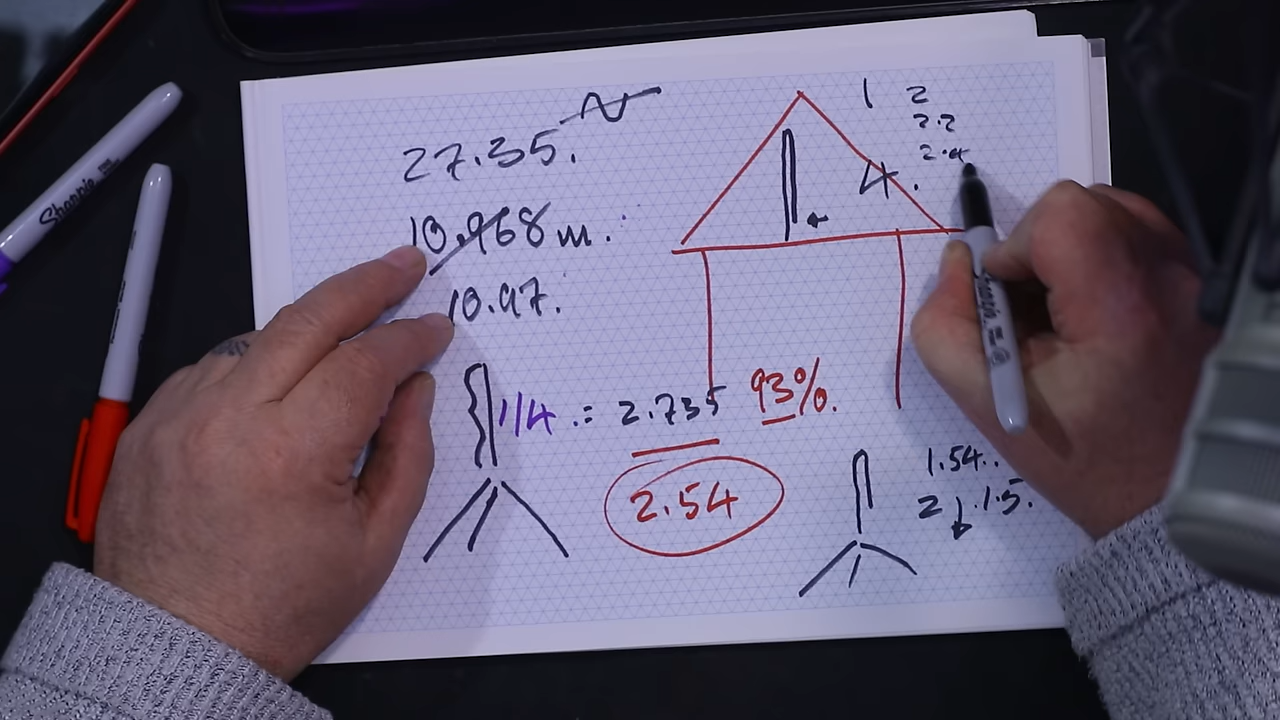 27.35.
10.968 m.
10.97.
1/4 .= 2.735 93%.
2.54
1 2
2.2
2.4
4.
1.54..
2 ↓ .1.5.
Sharpie
Sharpie